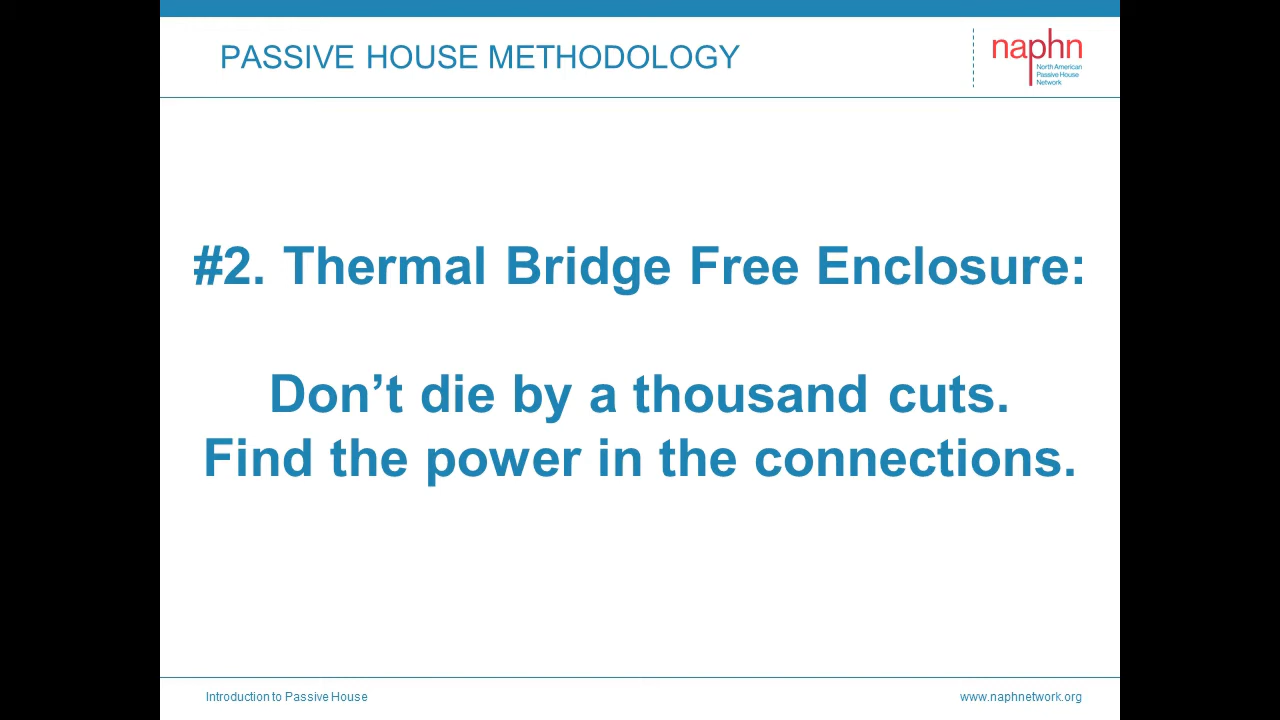 PASSIVE HOUSE METHODOLOGY
naphn
North American
Passive House
Network
#2. Thermal Bridge Free Enclosure:
Don’t die by a thousand cuts.
Find the power in the connections.
Introduction to Passive House
www.naphnetwork.org